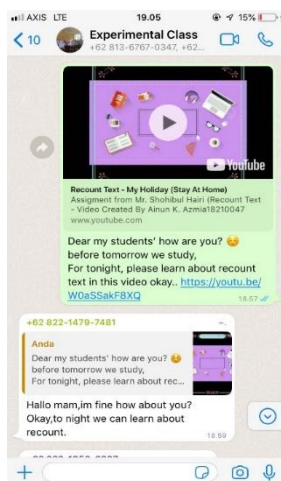 AXIS LTE 19.05 15%
10 Experimental Class
+62 813-6767-0347, +62...
YouTube
Recount Text - My Holiday (Stay At Home)
Assigment from Mr. Shohibul Hairi (Recount Text
- Video Created By Ainun K. Azmia18210047
www.youtube.com
Dear my students' how are you? 😊
before tomorrow we study,
For tonight, please learn about recount
text in this video okay.. https://youtu.be/
W0aSSakF8XQ 18.57
+62 822-1479-7481
Anda
Dear my students' how are you? 😊
before tomorrow we study,
For tonight, please learn about rec...
Hallo mam,im fine how about you?
Okay,to night we can learn about
recount. 18.59